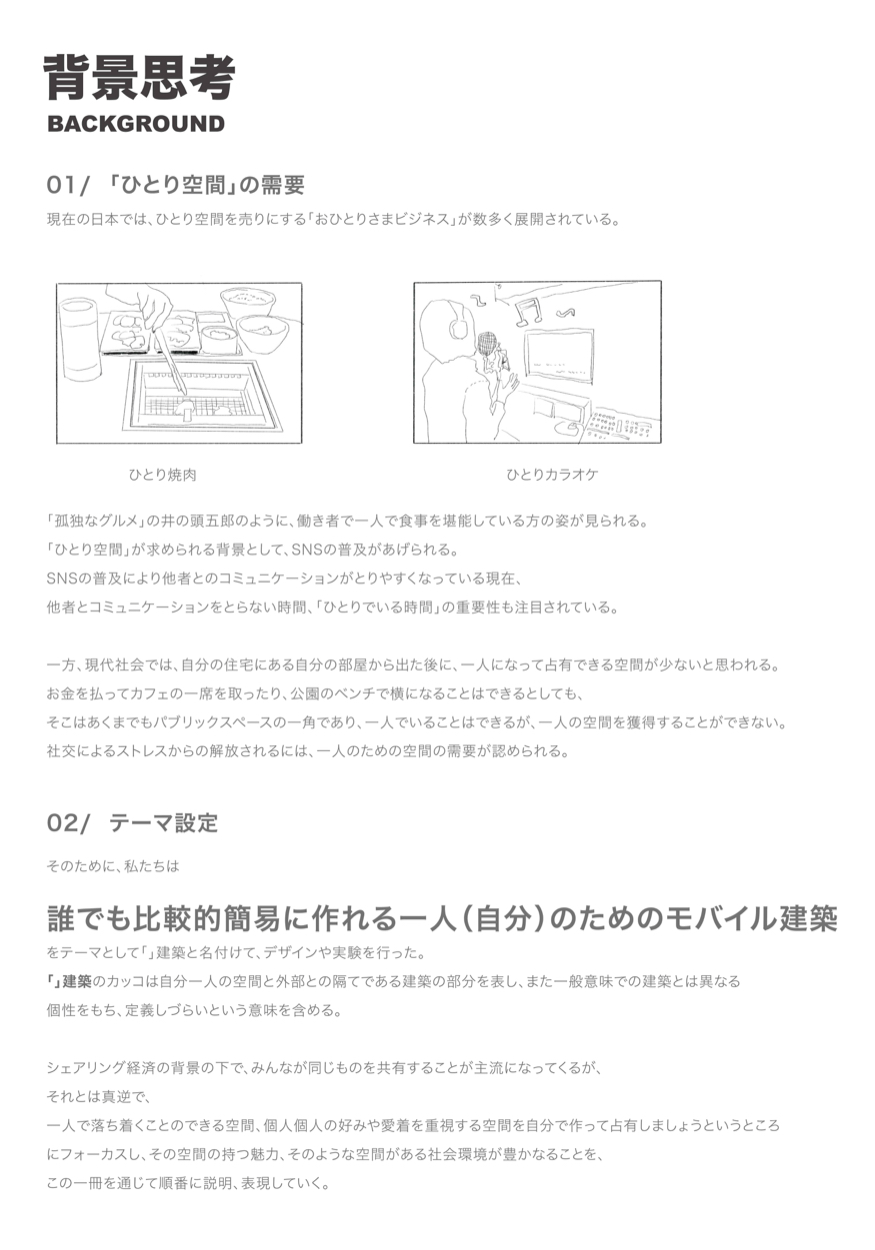 背景思考
BACKGROUND
01/ 「ひとり空間」の需要
現在の日本では、ひとり空間を売りにする「おひとりさまビジネス」が数多く展開されている。
ひとり焼肉
ひとりカラオケ
「孤独なグルメ」の井の頭五郎のように、働き者で一人で食事を堪能している方の姿が見られる。
「ひとり空間」が求められる背景として、SNSの普及があげられる。
SNSの普及により他者とのコミュニケーションがとりやすくなっている現在、
他者とコミュニケーションをとらない時間、「ひとりでいる時間」の重要性も注目されている。
一方、現代社会では、自分の住宅にある自分の部屋から出た後に、一人になって占有できる空間が少ないと思われる。
お金を払ってカフェの一席を取ったり、公園のベンチで横になることはできるとしても、
そこはあくまでもパブリックスペースの一角であり、一人でいることはできるが、一人の空間を獲得することができない。
社交によるストレスからの解放されるには、一人のための空間の需要が認められる。
02/ テーマ設定
そのために、私たちは
誰でも比較的簡易に作れる一人（自分）のためのモバイル建築
をテーマとして「」建築と名付けて、デザインや実験を行った。
「」建築のカッコは自分一人の空間と外部との隔てである建築の部分を表し、また一般意味での建築とは異なる
個性をもち、定義しづらいという意味を含める。
シェアリング経済の背景の下で、みんなが同じものを共有することが主流になってくるが、
それとは真逆で、
一人で落ち着くことのできる空間、個人個人の好みや愛着を重視する空間を自分で作って占有しましょうというところ
にフォーカスし、その空間の持つ魅力、そのような空間がある社会環境が豊かなることを、
この一冊を通じて順番に説明、表現していく。